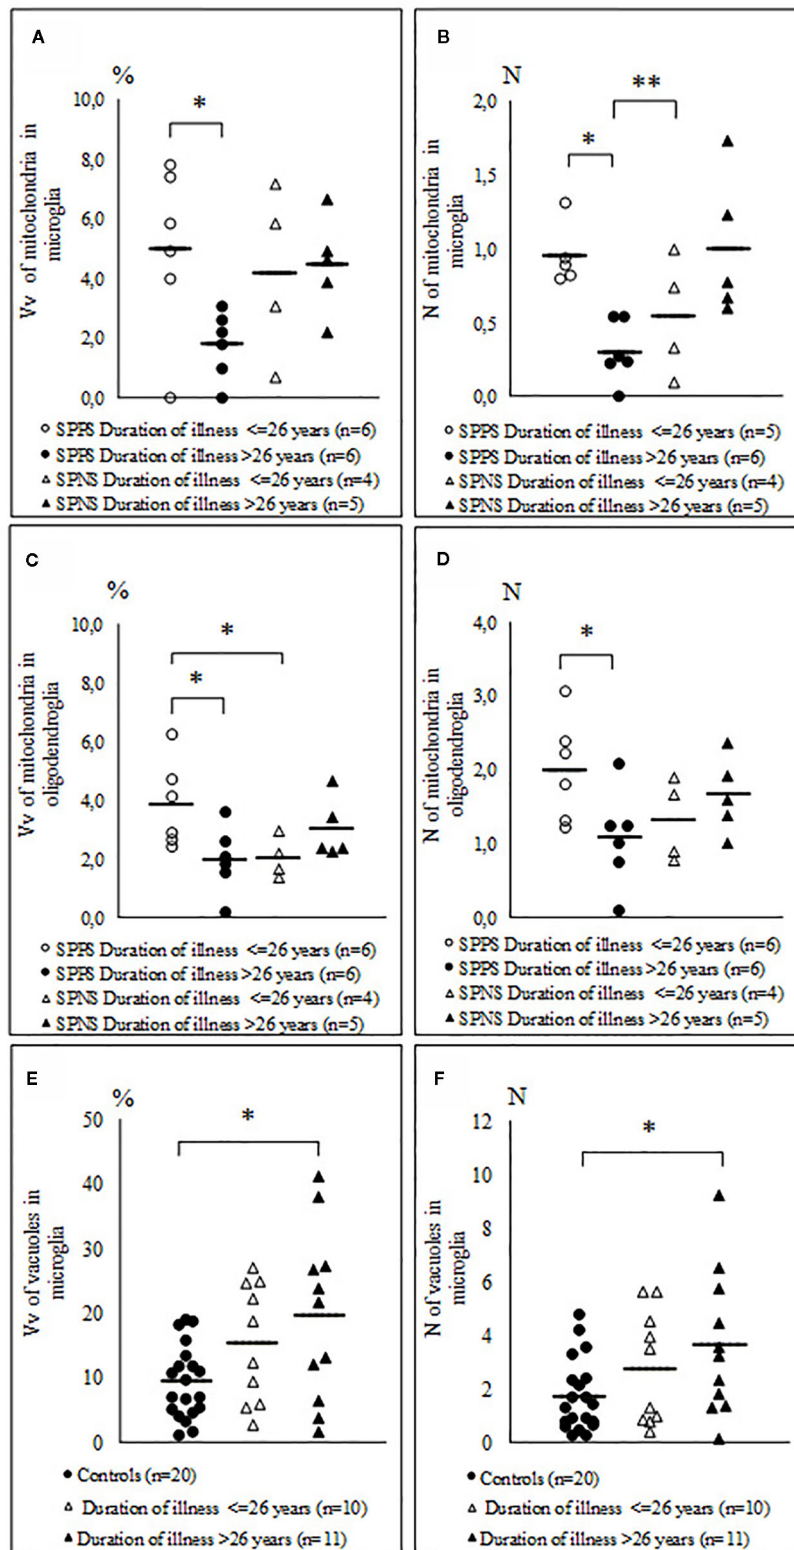 A
%
*
Vv of mitochondria in
microglia
10,0
8,0
6,0
4,0
2,0
0,0
○ SPPS Duration of illness <=26 years (n=6)
● SPPS Duration of illness >26 years (n=6)
△ SPNS Duration of illness <=26 years (n=4)
▲ SPNS Duration of illness >26 years (n=5)
B
N
**
*
N of mitochondria in
microglia
2,0
1,5
1,0
0,5
0,0
○ SPPS Duration of illness <=26 years (n=5)
● SPPS Duration of illness >26 years (n=6)
△ SPNS Duration of illness <=26 years (n=4)
▲ SPNS Duration of illness >26 years (n=5)
C
%
*
*
Vv of mitochondria in
oligodendroglia
10,0
8,0
6,0
4,0
2,0
0,0
○ SPPS Duration of illness <=26 years (n=6)
● SPPS Duration of illness >26 years (n=6)
△ SPNS Duration of illness <=26 years (n=4)
▲ SPNS Duration of illness >26 years (n=5)
D
N
*
N of mitochondria in
oligodendroglia
4,0
3,0
2,0
1,0
0,0
○ SPPS Duration of illness <=26 years (n=6)
● SPPS Duration of illness >26 years (n=6)
△ SPNS Duration of illness <=26 years (n=4)
▲ SPNS Duration of illness >26 years (n=5)
E
%
*
Vv of vacuoles in
microglia
50
40
30
20
10
0
● Controls (n=20)
△ Duration of illness <=26 years (n=10)
▲ Duration of illness >26 years (n=11)
F
N
*
N of vacuoles in
microglia
12
10
8
6
4
2
0
● Controls (n=20)
△ Duration of illness <=26 years (n=10)
▲ Duration of illness >26 years (n=11)